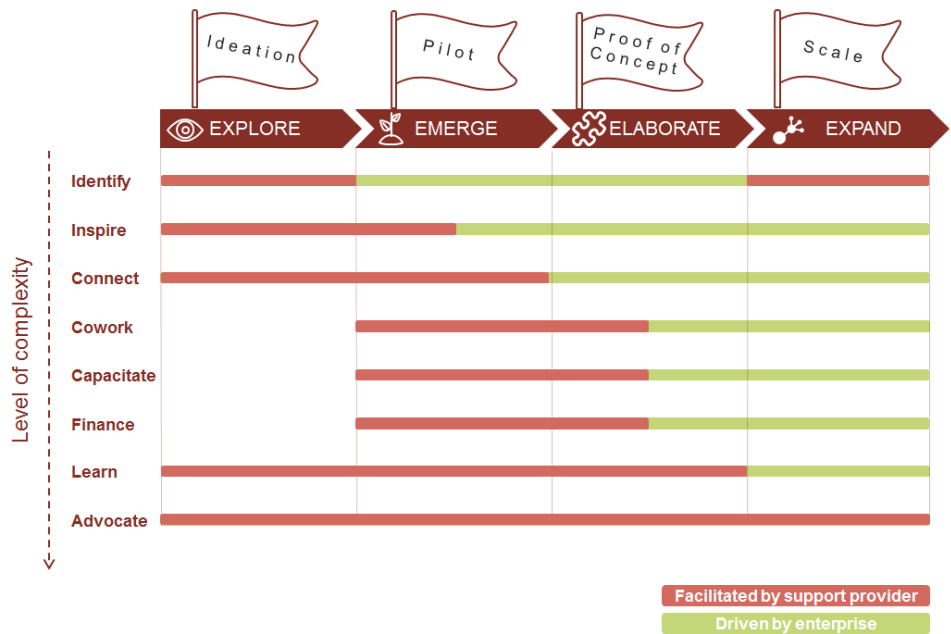 Ideation
Pilot
Proof of
Concept
Scale
EXPLORE
EMERGE
ELABORATE
EXPAND
Level of complexity
Identify
Inspire
Connect
Cowork
Capacitate
Finance
Learn
Advocate
Facilitated by support provider
Driven by enterprise